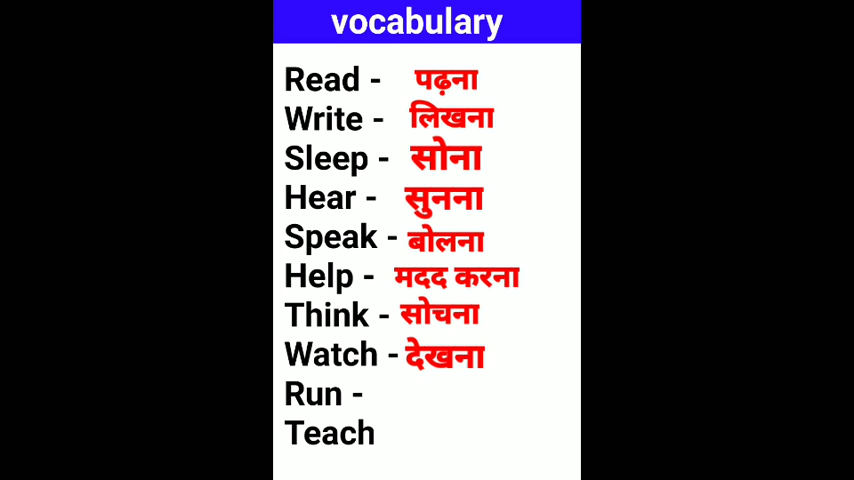 vocabulary
Read - पढ़ना
Write - लिखना
Sleep - सोना
Hear - सुनना
Speak - बोलना
Help - मदद करना
Think - सोचना
Watch - देखना
Run -
Teach